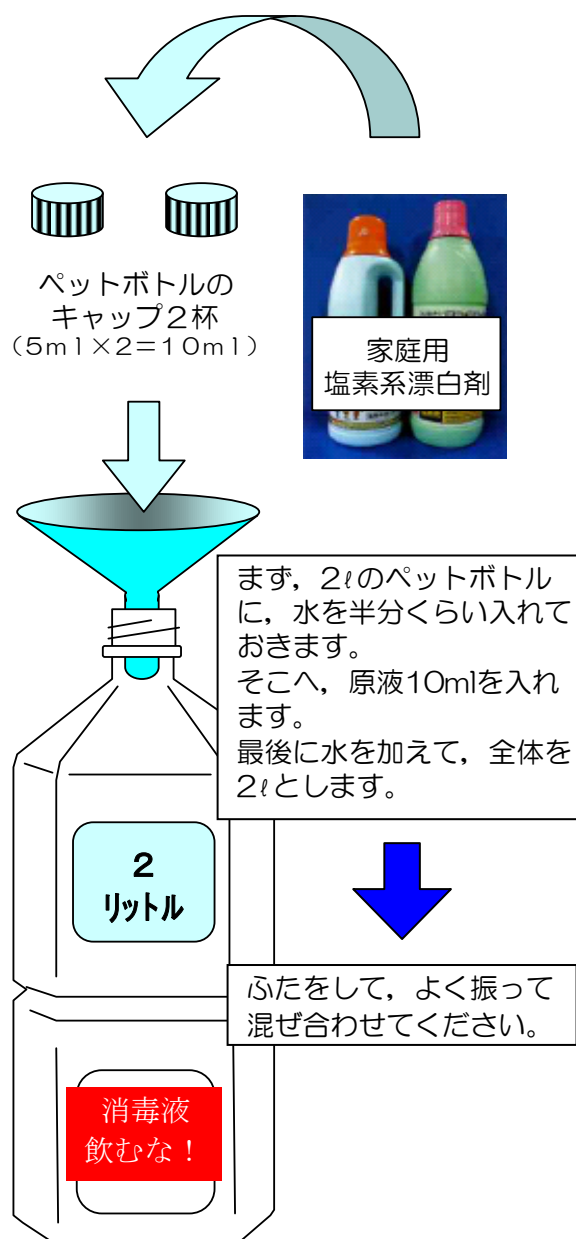 ペットボトルの
キャップ２杯
（５ｍｌ×２＝１０ｍｌ）
家庭用
塩素系漂白剤
まず，2ℓのペットボトル
に，水を半分くらい入れて
おきます。
そこへ，原液10mlを入れ
ます。
最後に水を加えて，全体を
2ℓとします。
２
リットル
ふたをして，よく振って
混ぜ合わせてください。
消毒液
飲むな！